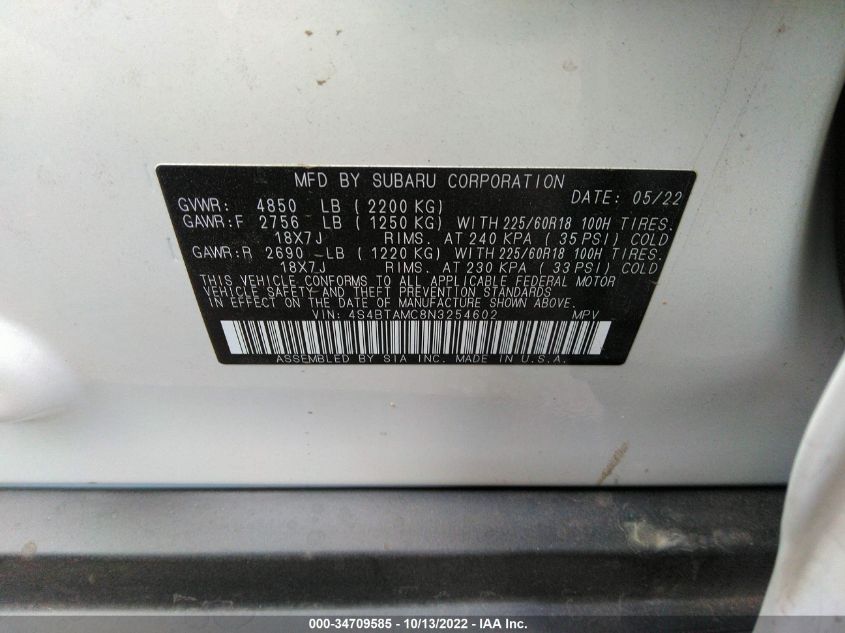 MFD BY SUBARU CORPORATION
DATE: 05/22
GVWR: 4850 LB (2200 KG)
GAWR:F 2756 LB (1250 KG) WITH 225/60R18 100H TIRES.
18X7J RIMS. AT 240 KPA (35 PSI) COLD
GAWR:R 2690 LB (1220 KG) WITH 225/60R18 100H TIRES.
18X7J RIMS. AT 230 KPA (33 PSI) COLD
THIS VEHICLE CONFORMS TO ALL APPLICABLE FEDERAL MOTOR
VEHICLE SAFETY AND THEFT PREVENTION STANDARDS
IN EFFECT ON THE DATE OF MANUFACTURE SHOWN ABOVE.
VIN: 4S4BTAMC8N3254602 MPV
ASSEMBLED BY SIA INC. MADE IN U.S.A.
000-34709585 - 10/13/2022 - IAA Inc.